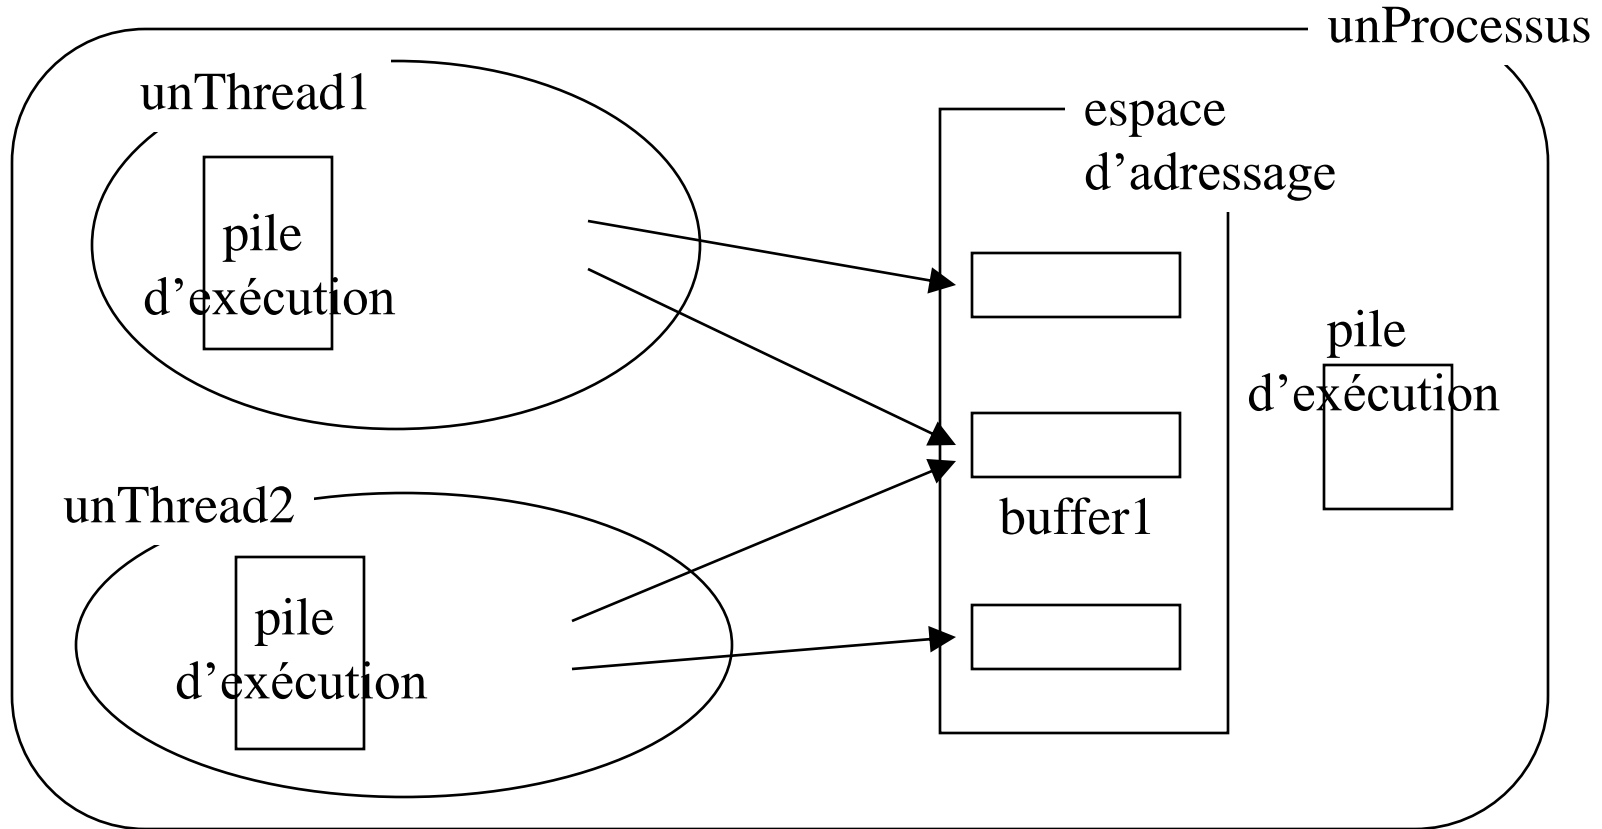 unProcessus
unThread1
espace
d’adressage
pile
d’exécution
pile
d’exécution
unThread2
buffer1
pile
d’exécution